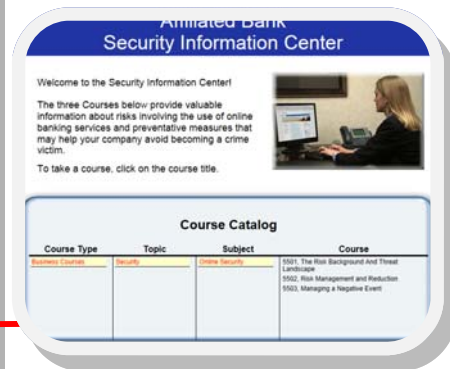 Affiliated Bank
Security Information Center
Welcome to the Security Information Center!
The three Courses below provide valuable
information about risks involving the use of online
banking services and preventative measures that
may help your company avoid becoming a crime
victim.
To take a course, click on the course title.
Course Catalog
Course Type Topic Subject Course
Business Courses Security Online Security 5501, The Risk Background And Threat
Landscape
5502, Risk Management and Reduction
5503, Managing a Negative Event